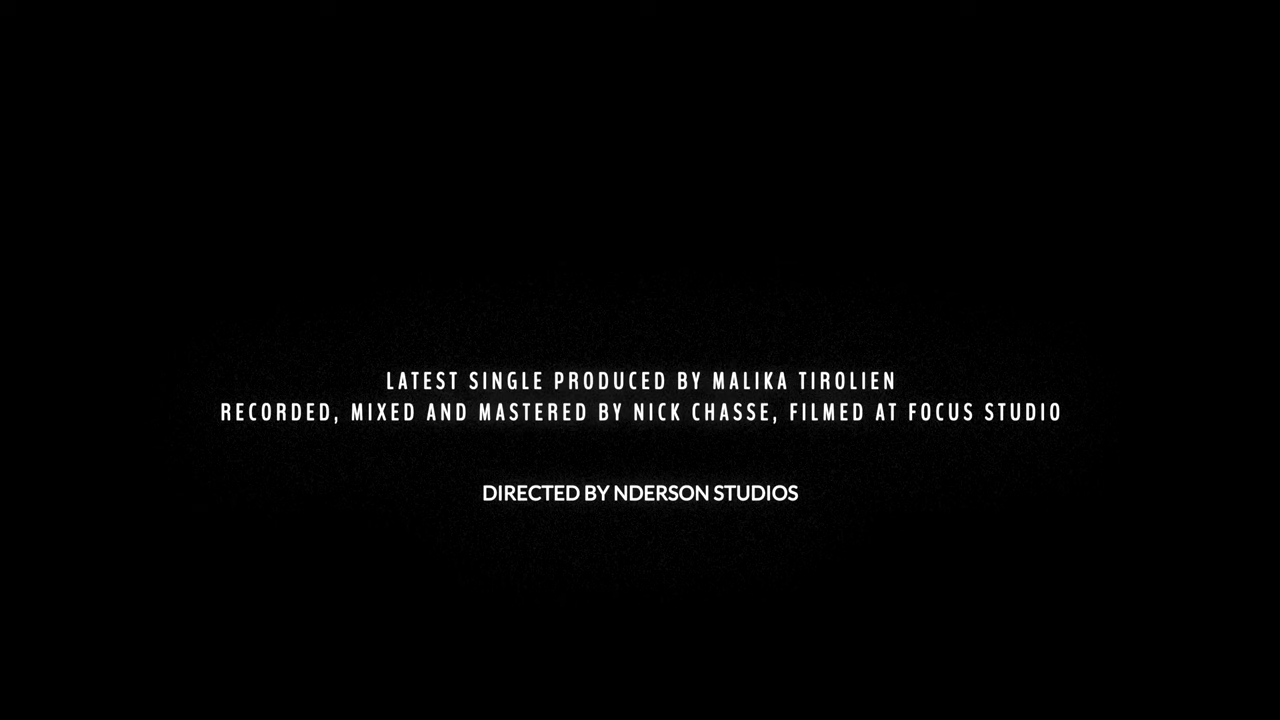 LATEST SINGLE PRODUCED BY MALIKA TIROLIEN
RECORDED, MIXED AND MASTERED BY NICK CHASSE, FILMED AT FOCUS STUDIO
DIRECTED BY NDERSON STUDIOS